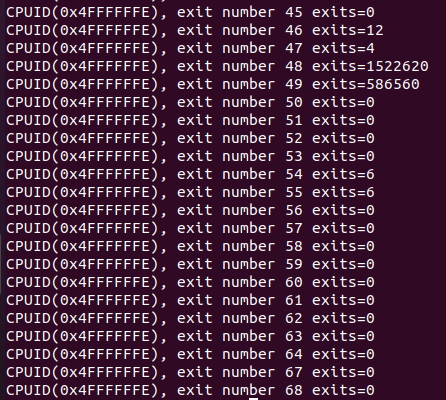 CPUID(0x4FFFFFFE), exit number 45 exits=0
CPUID(0x4FFFFFFE), exit number 46 exits=12
CPUID(0x4FFFFFFE), exit number 47 exits=4
CPUID(0x4FFFFFFE), exit number 48 exits=1522620
CPUID(0x4FFFFFFE), exit number 49 exits=586560
CPUID(0x4FFFFFFE), exit number 50 exits=0
CPUID(0x4FFFFFFE), exit number 51 exits=0
CPUID(0x4FFFFFFE), exit number 52 exits=0
CPUID(0x4FFFFFFE), exit number 53 exits=0
CPUID(0x4FFFFFFE), exit number 54 exits=6
CPUID(0x4FFFFFFE), exit number 55 exits=6
CPUID(0x4FFFFFFE), exit number 56 exits=0
CPUID(0x4FFFFFFE), exit number 57 exits=0
CPUID(0x4FFFFFFE), exit number 58 exits=0
CPUID(0x4FFFFFFE), exit number 59 exits=0
CPUID(0x4FFFFFFE), exit number 60 exits=0
CPUID(0x4FFFFFFE), exit number 61 exits=0
CPUID(0x4FFFFFFE), exit number 62 exits=0
CPUID(0x4FFFFFFE), exit number 63 exits=0
CPUID(0x4FFFFFFE), exit number 64 exits=0
CPUID(0x4FFFFFFE), exit number 67 exits=0
CPUID(0x4FFFFFFE), exit number 68 exits=0